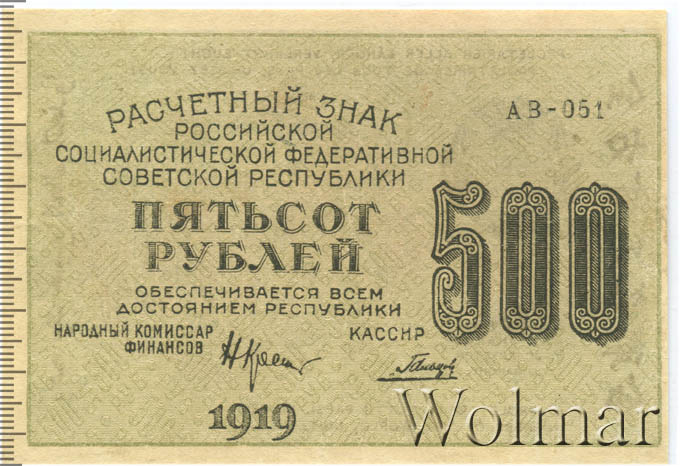 РАСЧЕТНЫЙ ЗНАК
АВ-051
РОССИЙСКОЙ
СОЦИАЛИСТИЧЕСКОЙ ФЕДЕРАТИВНОЙ
СОВЕТСКОЙ РЕСПУБЛИКИ
ПЯТЬСОТ
РУБЛЕЙ
500
ОБЕСПЕЧИВАЕТСЯ ВСЕМ
ДОСТОЯНИЕМ РЕСПУБЛИКИ
НАРОДНЫЙ КОМИССАР
ФИНАНСОВ
КАССИР
1919
Wolmar